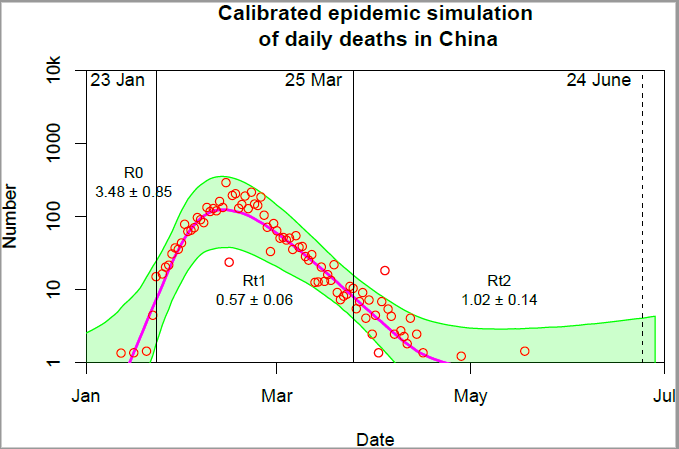 Calibrated epidemic simulation
of daily deaths in China
10k
23 Jan
25 Mar
24 June
1000
R0
3.48 ± 0.85
Number
100
Rt1
0.57 ± 0.06
Rt2
1.02 ± 0.14
10
1
Jan
Mar
May
Jul
Date